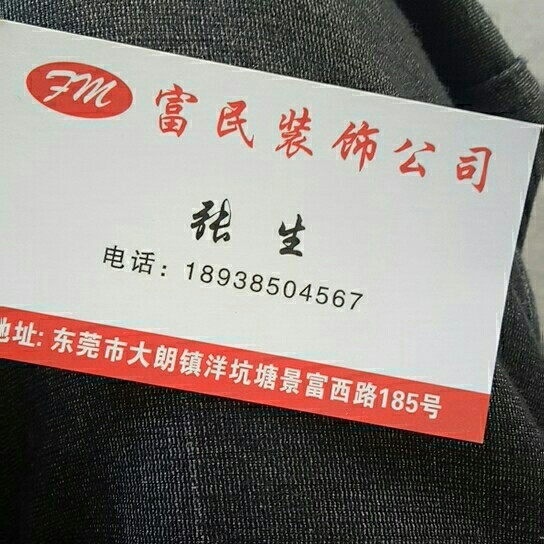 FM 富民装饰公司
张 生
电话：18938504567
地址: 东莞市大朗镇洋坑塘景富西路185号